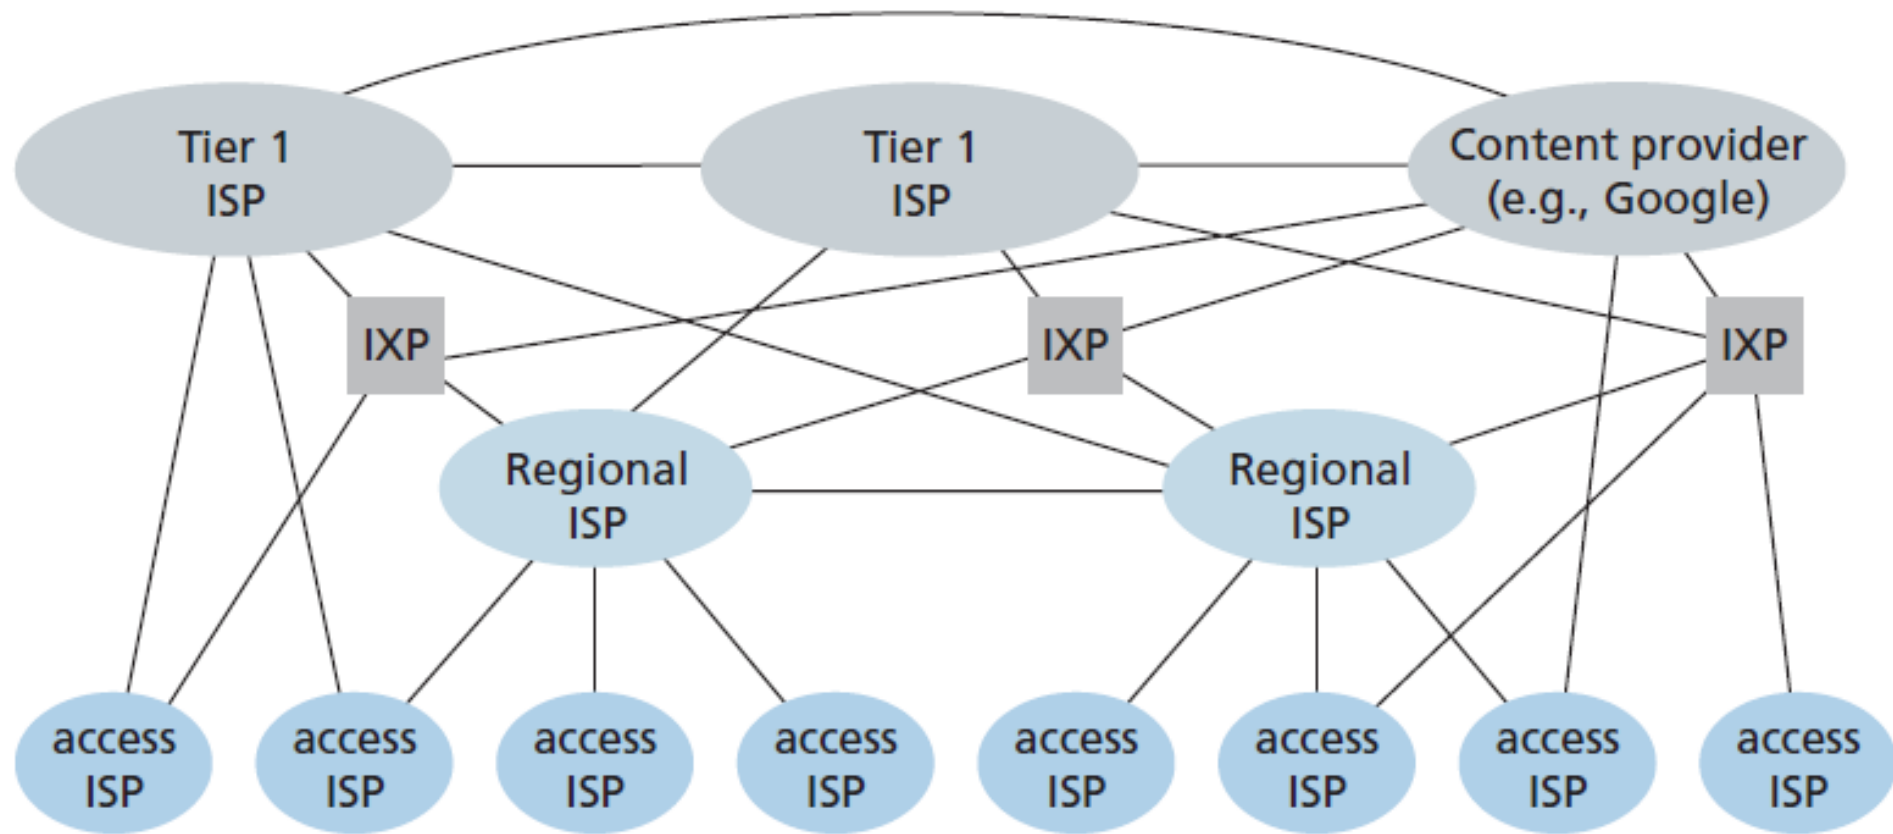 Tier 1
ISP
Tier 1
ISP
Content provider
(e.g., Google)
IXP
IXP
IXP
Regional
ISP
Regional
ISP
access
ISP
access
ISP
access
ISP
access
ISP
access
ISP
access
ISP
access
ISP
access
ISP